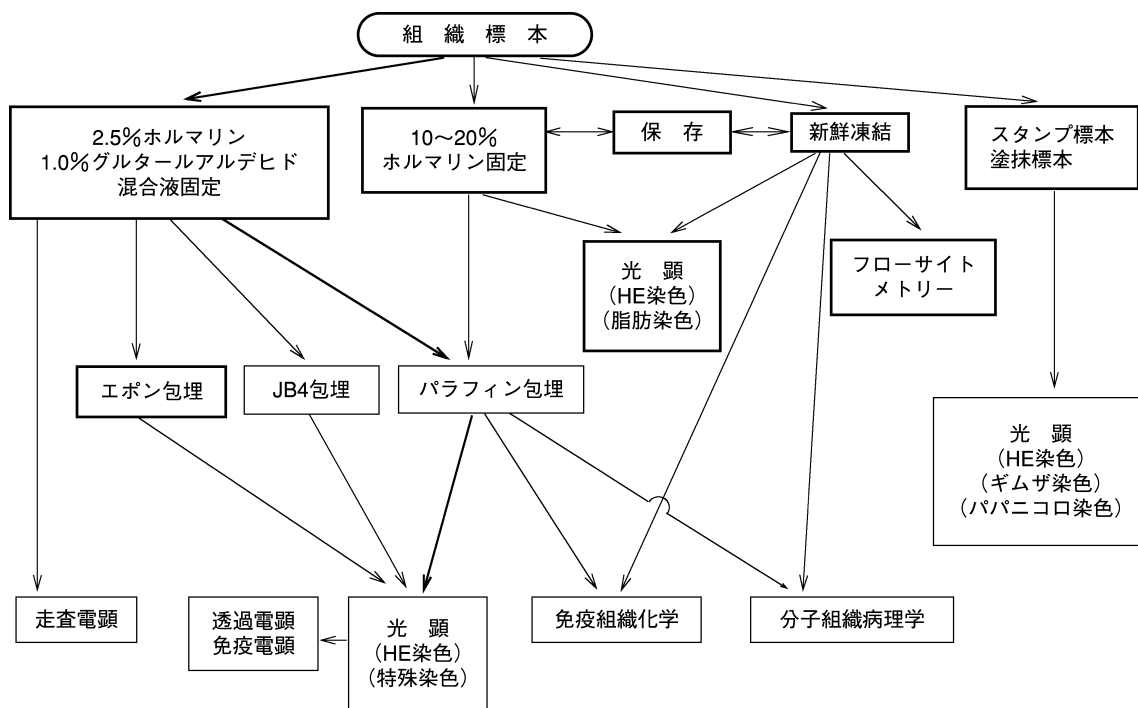 組　織　標　本
2.5%ホルマリン
1.0%グルタールアルデヒド
混合液固定
10～20%
ホルマリン固定
保　存
新鮮凍結
スタンプ標本
塗抹標本
光　顕
（HE染色）
（脂肪染色）
フローサイト
メトリー
エポン包埋
JB4包埋
パラフィン包埋
光　顕
（HE染色）
（ギムザ染色）
（パパニコロ染色）
走査電顕
透過電顕
免疫電顕
光　顕
（HE染色）
（特殊染色）
免疫組織化学
分子組織病理学